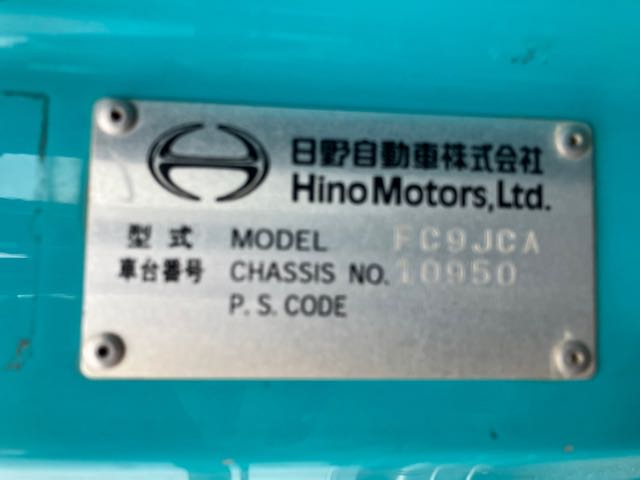 日野自動車株式会社
Hino Motors, Ltd.
型式 MODEL FC9JCA
車台番号 CHASSIS NO. 10950
P. S. CODE